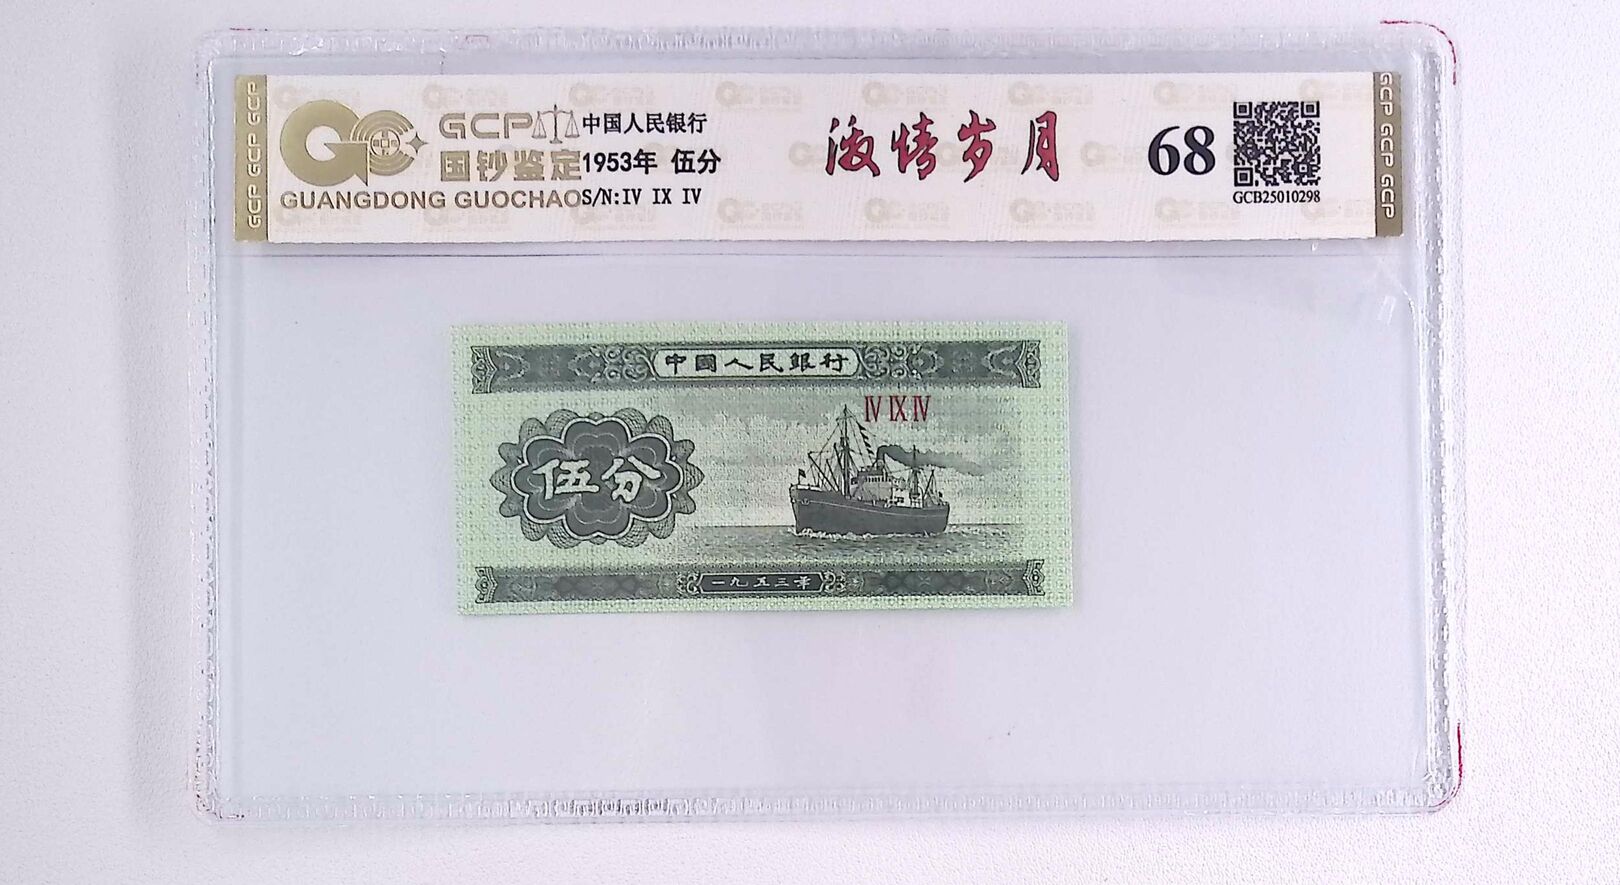 GCP GCP GCP
GCP
国钞鉴定
GUANGDONG GUOCHAO
中国人民银行
1953年 伍分
S/N:IV IX IV
激情岁月
68
GCB25010298
GCP GCP GCP
中國人民銀行
IV IX IV
伍分
一九五三年